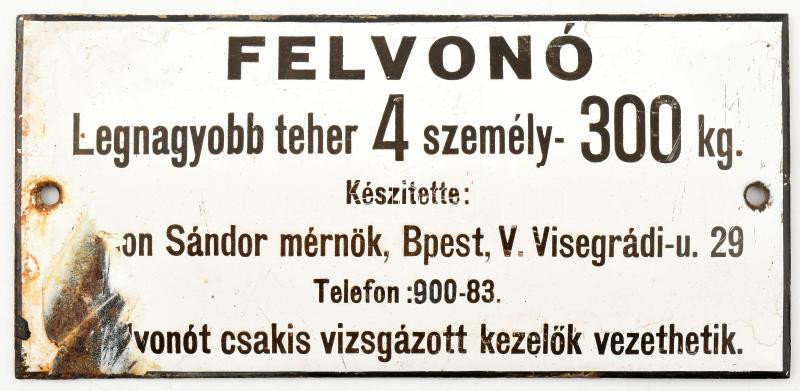 FELVONÓ
Legnagyobb teher 4 személy- 300 kg.
Készitette:
on Sándor mérnök, Bpest, V. Visegrádi-u. 29
Telefon :900-83.
lvonót csakis vizsgázott kezelők vezethetik.